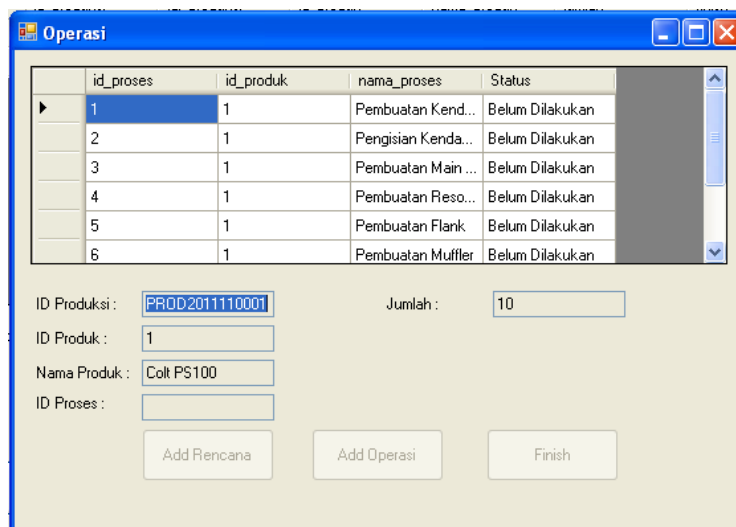 Operasi
id_proses id_produk nama_proses Status
1 1 Pembuatan Kend... Belum Dilakukan
2 1 Pengisian Kenda... Belum Dilakukan
3 1 Pembuatan Main ... Belum Dilakukan
4 1 Pembuatan Reso... Belum Dilakukan
5 1 Pembuatan Flank Belum Dilakukan
6 1 Pembuatan Muffler Belum Dilakukan
ID Produksi : PROD2011110001 Jumlah : 10
ID Produk : 1
Nama Produk : Colt PS100
ID Proses :
Add Rencana Add Operasi Finish